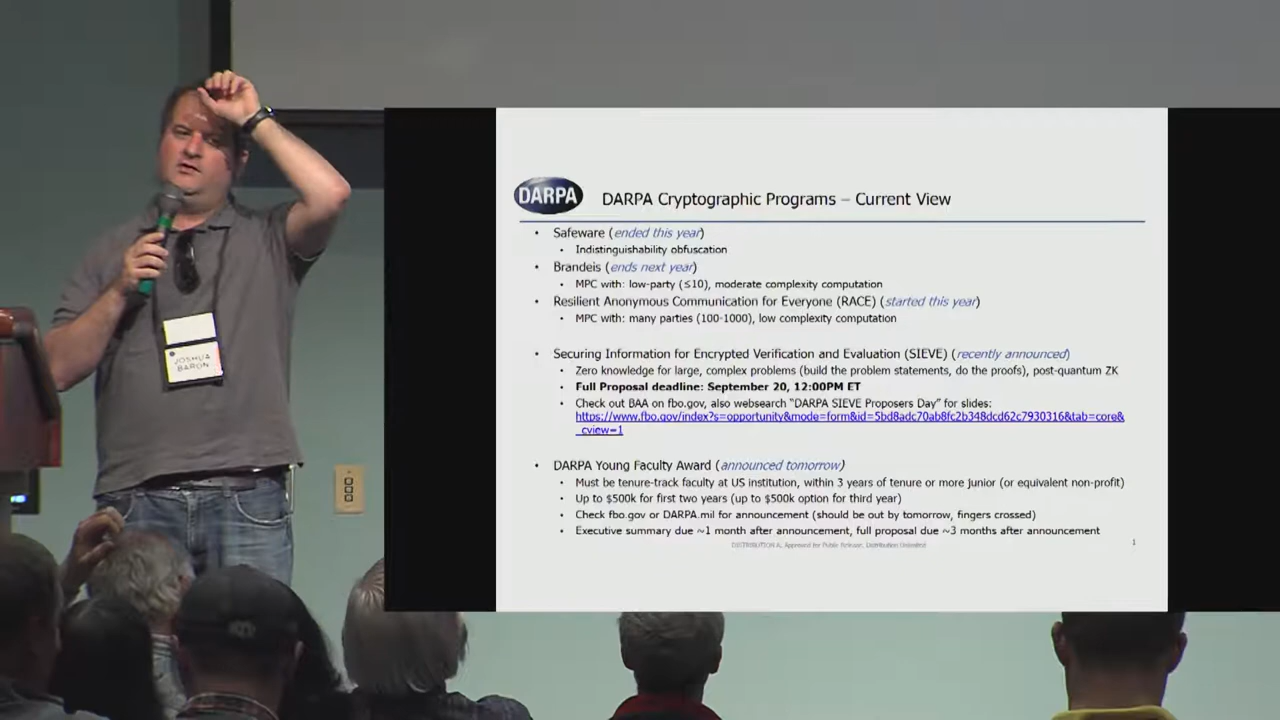 JOSHUA
BARON
DARPA
DARPA Cryptographic Programs – Current View
• Safeware (ended this year)
• Indistinguishability obfuscation
• Brandeis (ends next year)
• MPC with: low-party (≤10), moderate complexity computation
• Resilient Anonymous Communication for Everyone (RACE) (started this year)
• MPC with: many parties (100-1000), low complexity computation
• Securing Information for Encrypted Verification and Evaluation (SIEVE) (recently announced)
• Zero knowledge for large, complex problems (build the problem statements, do the proofs), post-quantum ZK
• Full Proposal deadline: September 20, 12:00PM ET
• Check out BAA on fbo.gov, also websearch “DARPA SIEVE Proposers Day” for slides:
https://www.fbo.gov/index?s=opportunity&mode=form&id=5bd8adc70ab8fc2b348dcd62c7930316&tab=core&
_cview=1
• DARPA Young Faculty Award (announced tomorrow)
• Must be tenure-track faculty at US institution, within 3 years of tenure or more junior (or equivalent non-profit)
• Up to $500k for first two years (up to $500k option for third year)
• Check fbo.gov or DARPA.mil for announcement (should be out by tomorrow, fingers crossed)
• Executive summary due ~1 month after announcement, full proposal due ~3 months after announcement
DISTRIBUTION A. Approved for Public Release, Distribution Unlimited
1